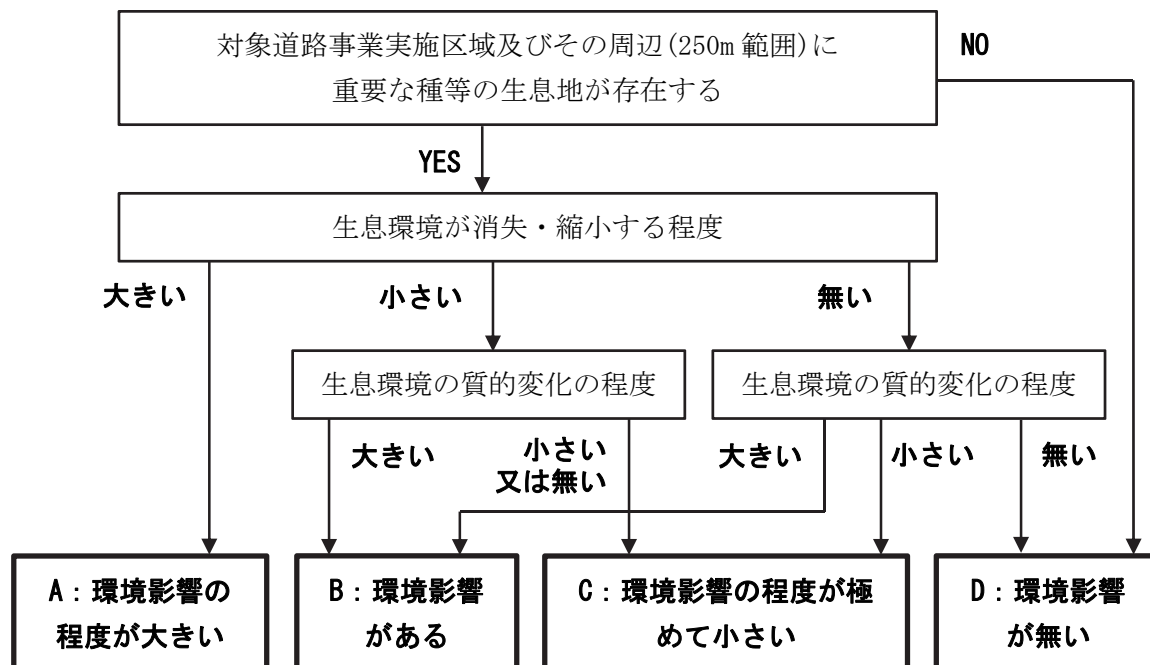 対象道路事業実施区域及びその周辺(250m範囲)に
重要な種等の生息地が存在する
NO
YES
生息環境が消失・縮小する程度
大きい
小さい
無い
生息環境の質的変化の程度
生息環境の質的変化の程度
大きい
小さい
又は無い
大きい
小さい
無い
A：環境影響の
程度が大きい
B：環境影響
がある
C：環境影響の程度が極
めて小さい
D：環境影響
が無い